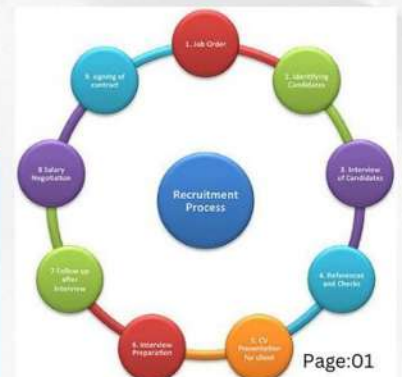 1. Job Order
2. Identifying
Candidates
3. Interview
of Candidates
4. References
and Checks
5. CV
Presentation
for client
6. Interview
Preparation
7 Follow up
after
Interview
8 Salary
Negotiation
9. signing of
contract
Recruitment
Process
Page:01